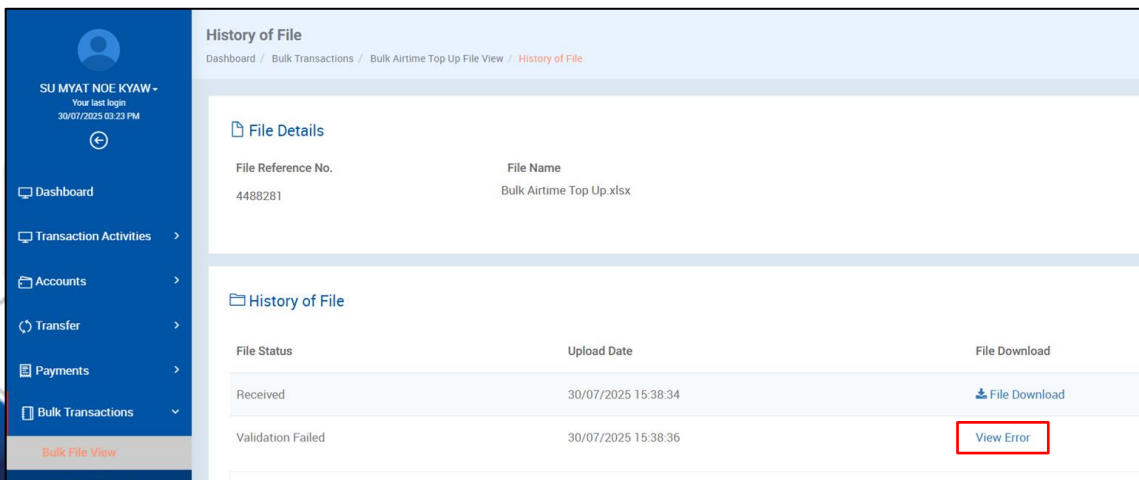 History of File
Dashboard / Bulk Transactions / Bulk Airtime Top Up File View / History of File
SU MYAT NOE KYAW
Your last login
30/07/2025 03:23 PM
Dashboard
Transaction Activities
Accounts
Transfer
Payments
Bulk Transactions
Bulk File View
File Details
File Reference No. File Name
4488281 Bulk Airtime Top Up.xlsx
History of File
File Status Upload Date File Download
Received 30/07/2025 15:38:34 File Download
Validation Failed 30/07/2025 15:38:36 View Error